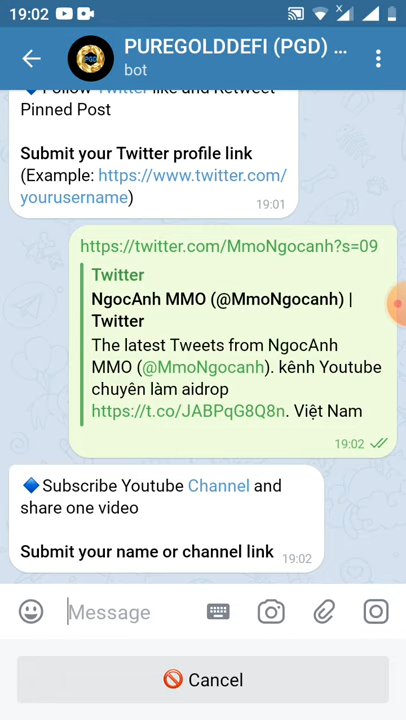 19:02
PUREGOLDDEFI (PGD) ...
bot
Follow Twitter like and Retweet
Pinned Post
Submit your Twitter profile link
(Example: https://www.twitter.com/
yourusername)
19:01
https://twitter.com/MmoNgocanh?s=09
Twitter
NgocAnh MMO (@MmoNgocanh) |
Twitter
The latest Tweets from NgocAnh
MMO (@MmoNgocanh). kênh Youtube
chuyên làm aidrop
https://t.co/JABPqG8Q8n. Việt Nam
19:02
Subscribe Youtube Channel and
share one video
Submit your name or channel link
19:02
Message
Cancel